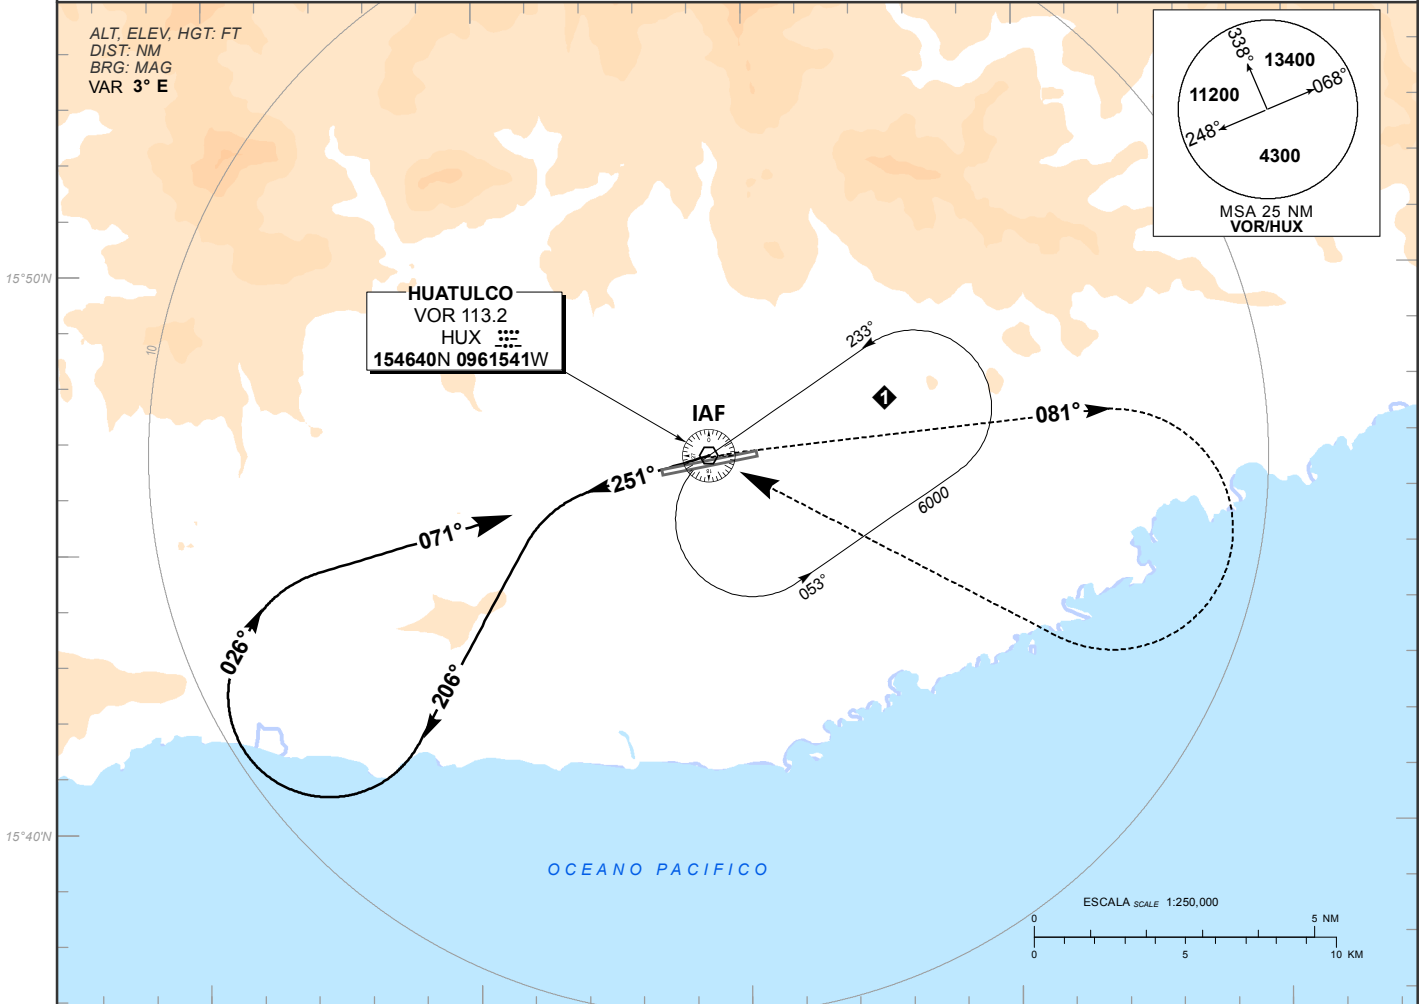 ALT, ELEV, HGT: FT
DIST: NM
BRG: MAG
VAR 3° E
338°
13400
068°
11200
248°
4300
MSA 25 NM
VOR/HUX
15°50'N
HUATULCO
VOR 113.2
HUX
154640N 0961541W
10
233°
1
IAF
081°
251°
6000
071°
053°
026°
206°
15°40'N
OCEANO PACIFICO
ESCALA SCALE 1:250,000
0 5 NM
0 5 10 KM